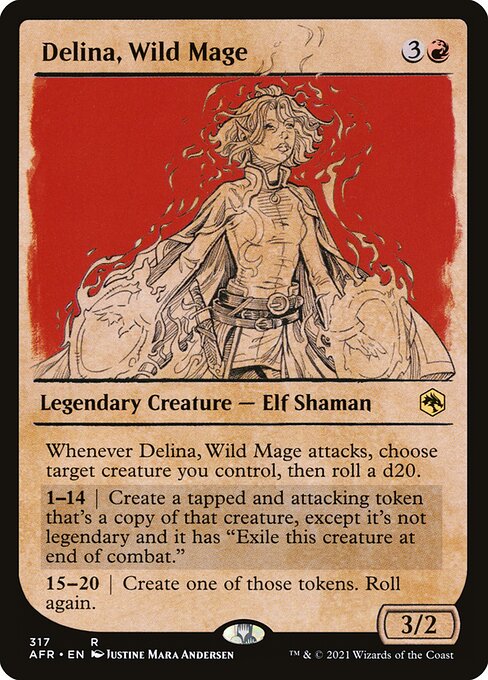 Delina, Wild Mage 3
Legendary Creature — Elf Shaman
Whenever Delina, Wild Mage attacks, choose
target creature you control, then roll a d20.
1–14 | Create a tapped and attacking token
that's a copy of that creature, except it's not
legendary and it has “Exile this creature at
end of combat.”
15–20 | Create one of those tokens. Roll
again.
3/2
317 R
AFR • EN Justine Mara Andersen ™ & © 2021 Wizards of the Coast